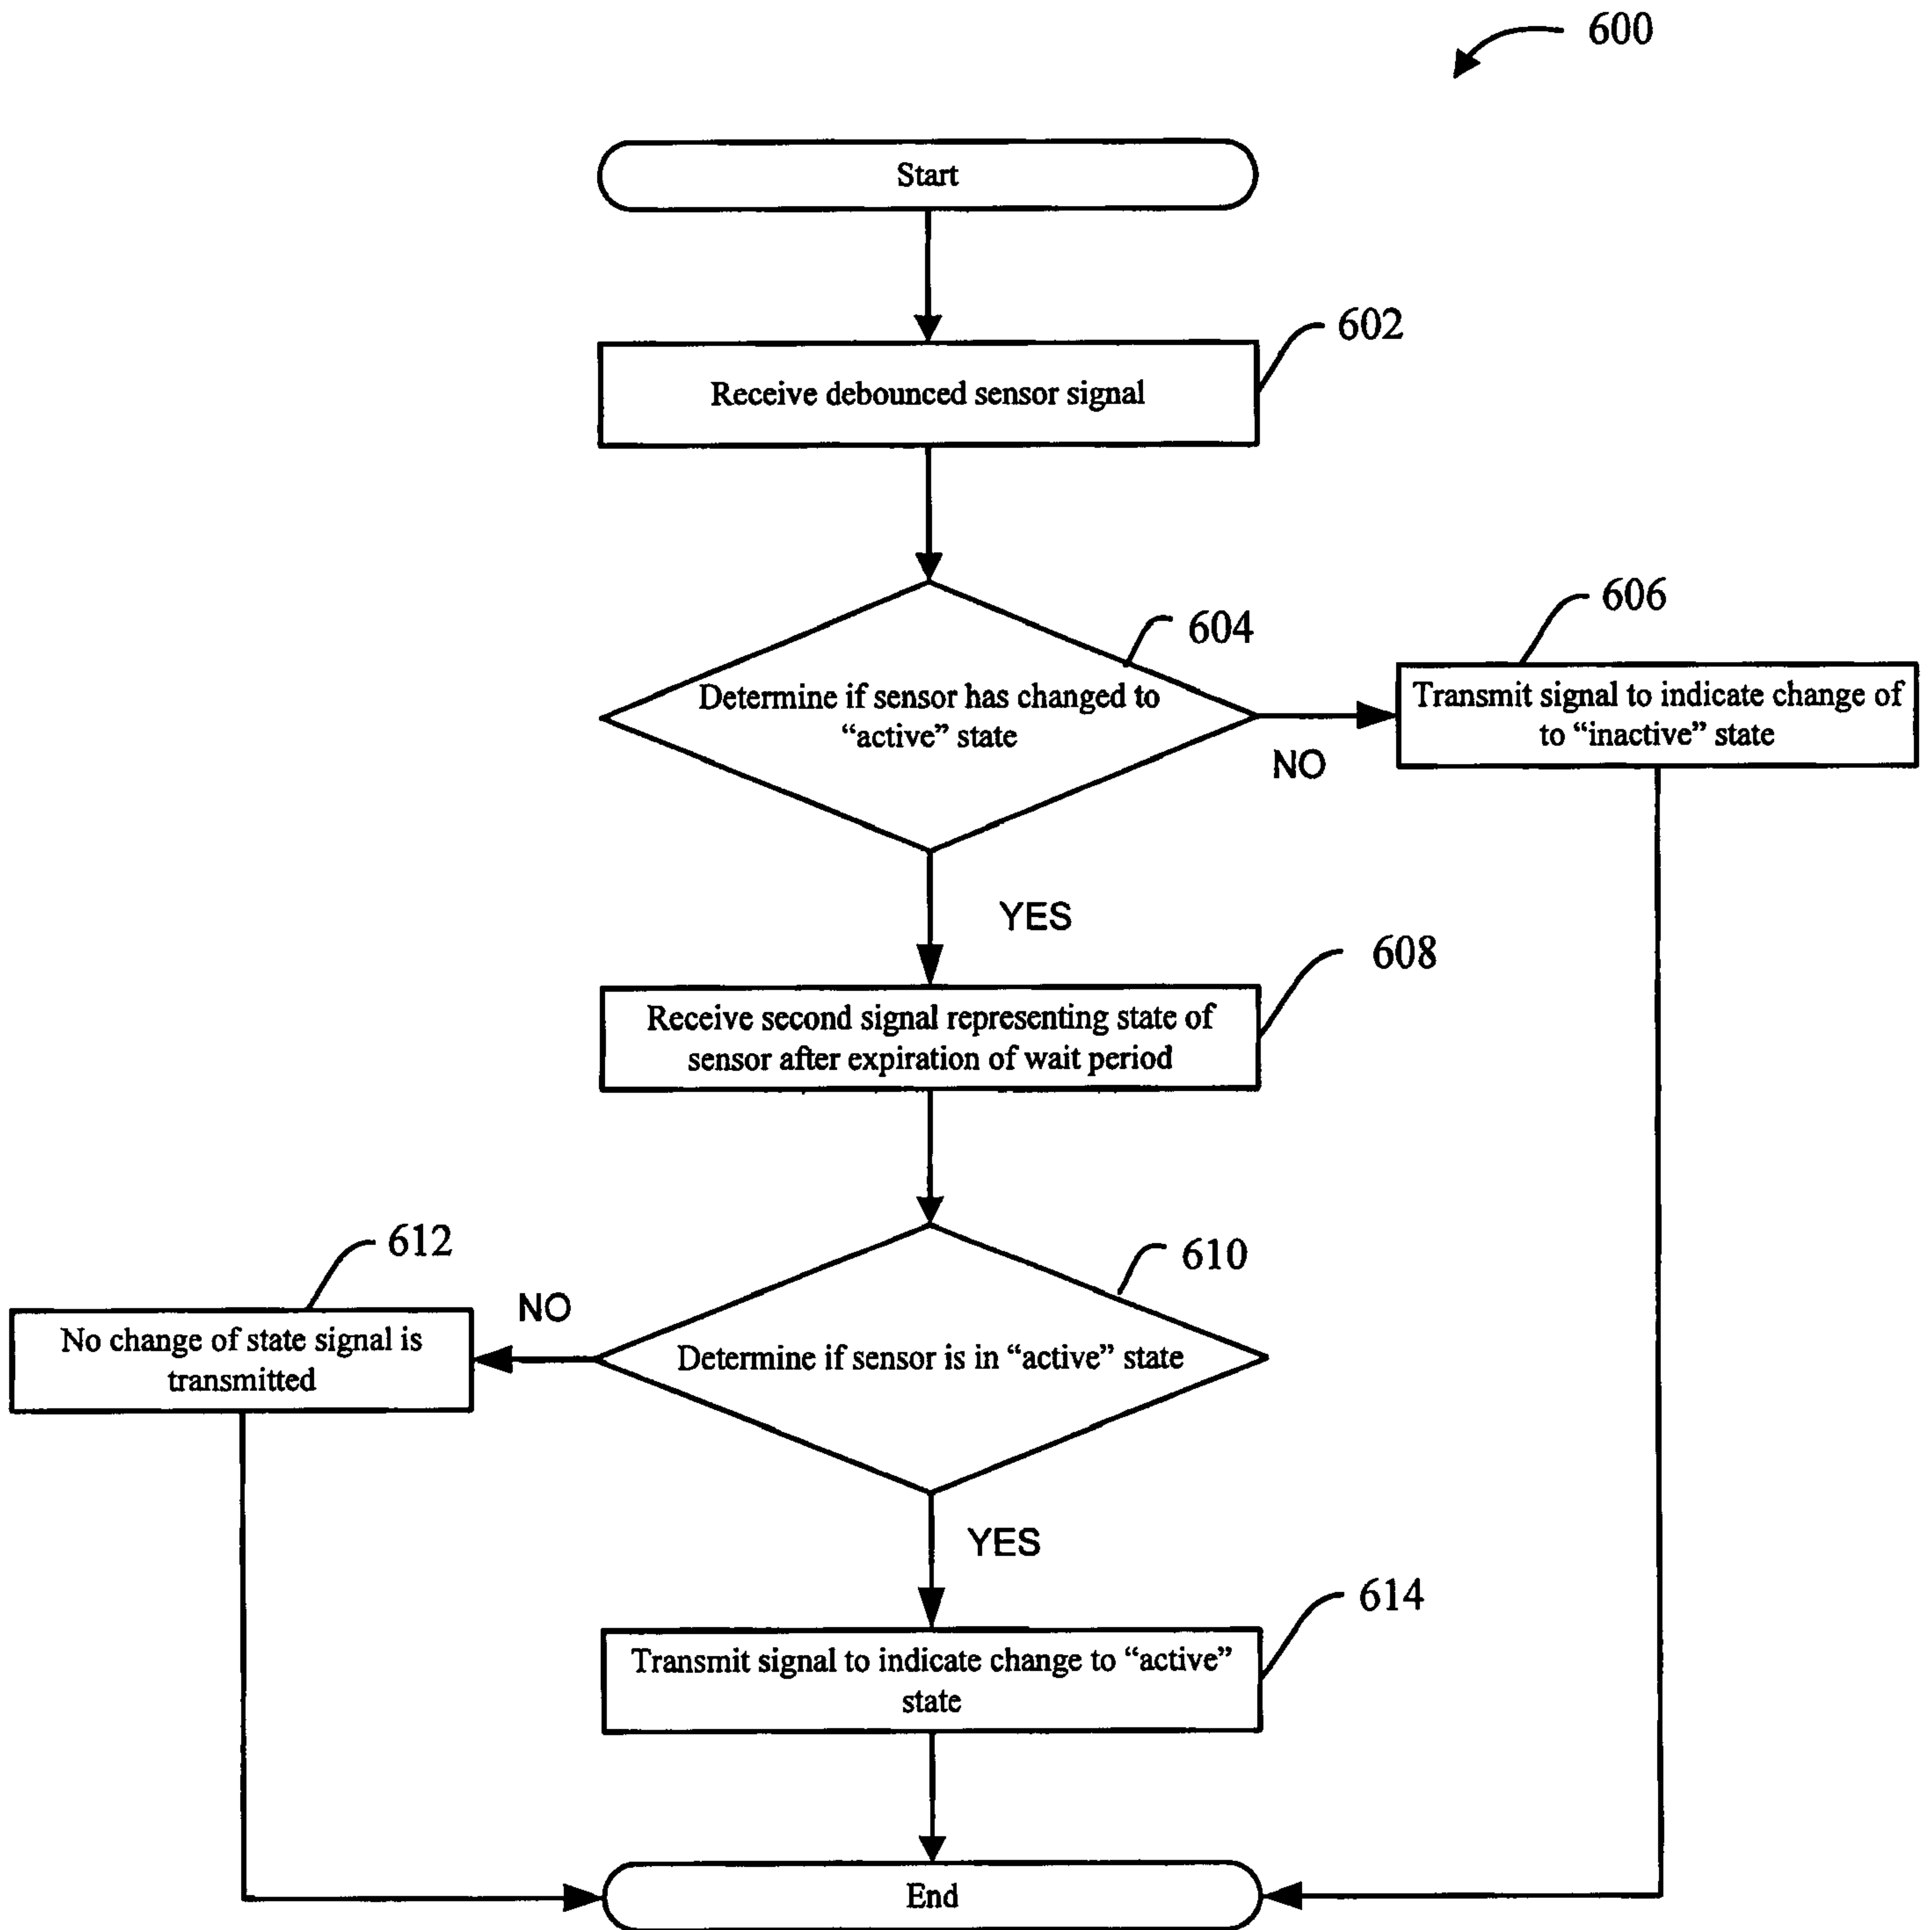 600
Start
602
Receive debounced sensor signal
604
Determine if sensor has changed to
“active” state
606
Transmit signal to indicate change of
to “inactive” state
NO
YES
608
Receive second signal representing state of
sensor after expiration of wait period
610
Determine if sensor is in “active” state
612
NO
No change of state signal is
transmitted
YES
614
Transmit signal to indicate change to “active”
state
End